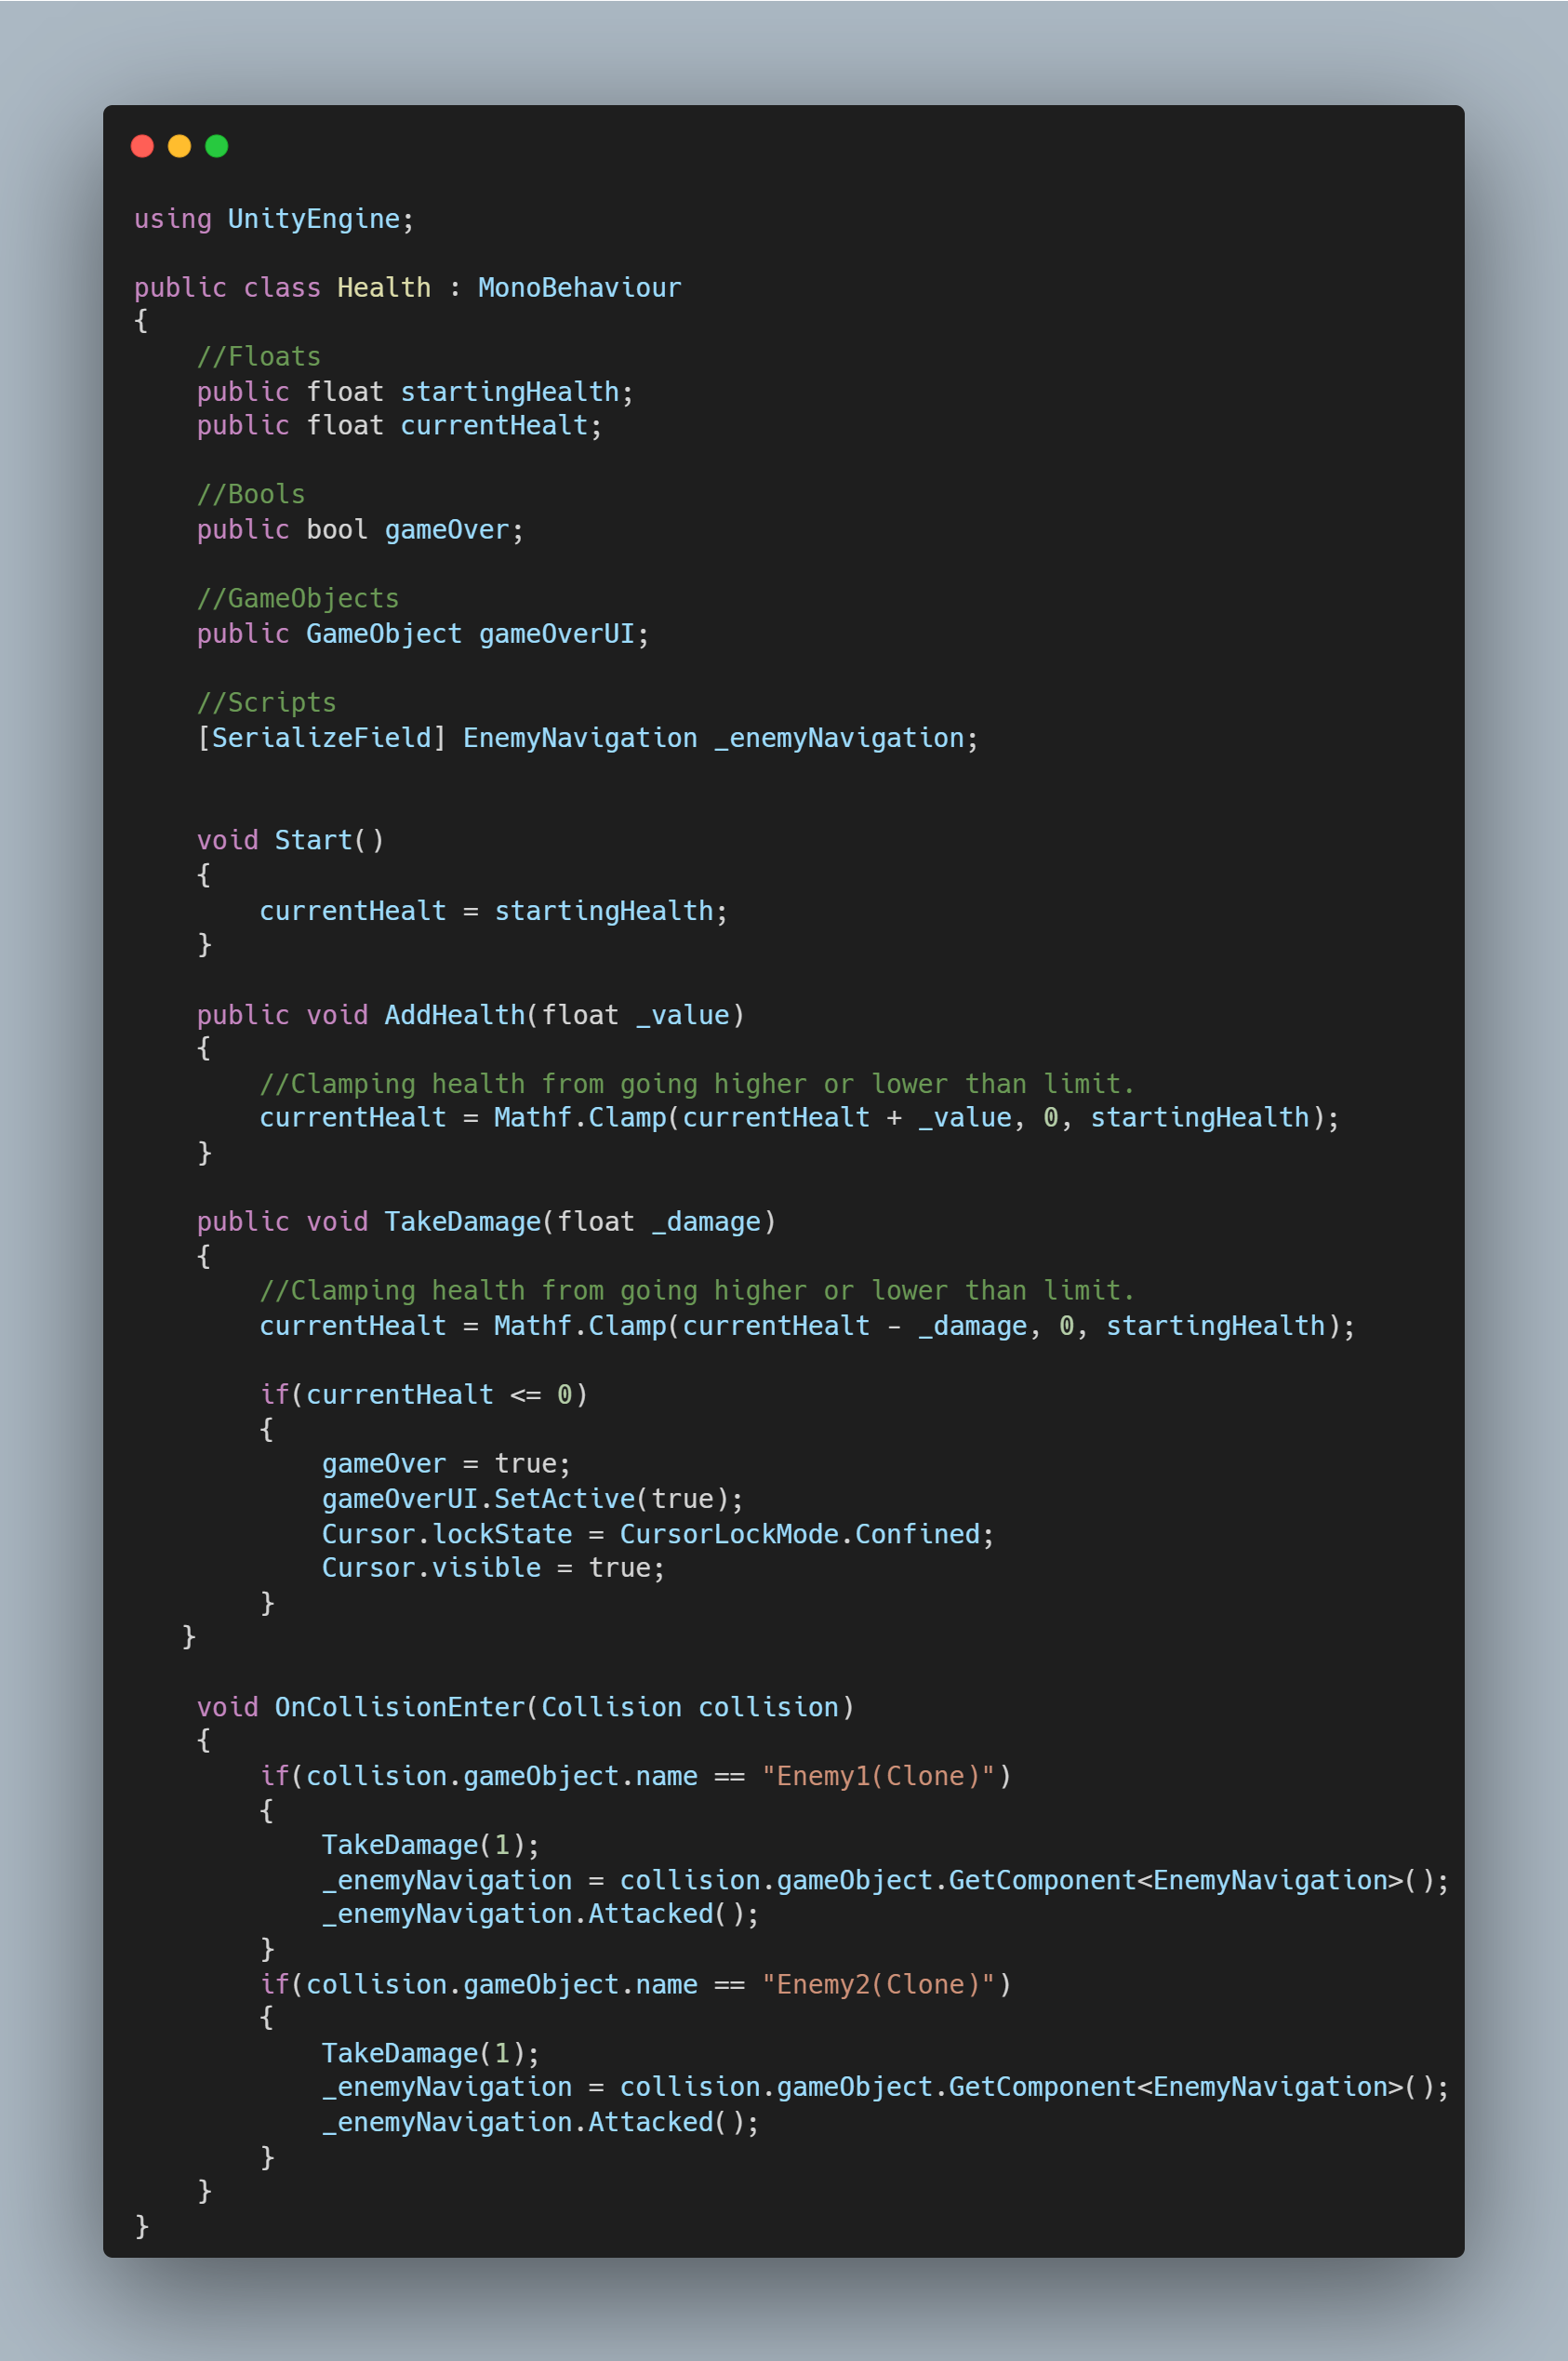 using UnityEngine;

public class Health : MonoBehaviour
{
    //Floats
    public float startingHealth;
    public float currentHealt;

    //Bools
    public bool gameOver;

    //GameObjects
    public GameObject gameOverUI;

    //Scripts
    [SerializeField] EnemyNavigation _enemyNavigation;


    void Start()
    {
        currentHealt = startingHealth;
    }

    public void AddHealth(float _value)
    {
        //Clamping health from going higher or lower than limit.
        currentHealt = Mathf.Clamp(currentHealt + _value, 0, startingHealth);
    }

    public void TakeDamage(float _damage)
    {
        //Clamping health from going higher or lower than limit.
        currentHealt = Mathf.Clamp(currentHealt - _damage, 0, startingHealth);

        if(currentHealt <= 0)
        {
            gameOver = true;
            gameOverUI.SetActive(true);
            Cursor.lockState = CursorLockMode.Confined;
            Cursor.visible = true;
        }
   }

    void OnCollisionEnter(Collision collision)
    {
        if(collision.gameObject.name == "Enemy1(Clone)")
        {
            TakeDamage(1);
            _enemyNavigation = collision.gameObject.GetComponent<EnemyNavigation>();
            _enemyNavigation.Attacked();
        }
        if(collision.gameObject.name == "Enemy2(Clone)")
        {
            TakeDamage(1);
            _enemyNavigation = collision.gameObject.GetComponent<EnemyNavigation>();
            _enemyNavigation.Attacked();
        }
    }
}